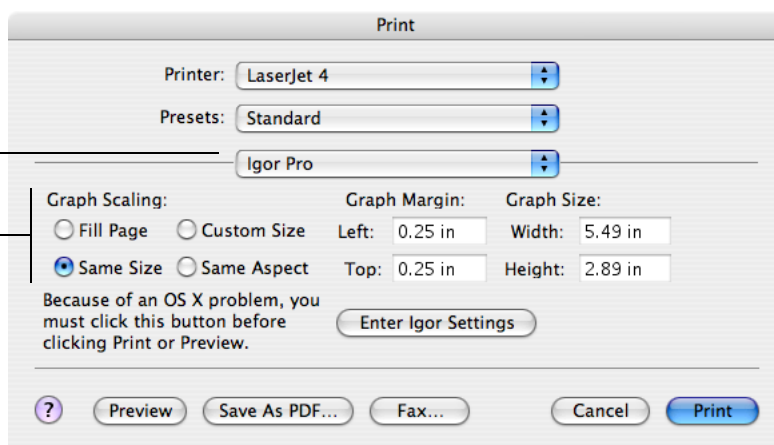 Print
Printer: LaserJet 4
Presets: Standard
Igor Pro
Graph Scaling: Graph Margin: Graph Size:
Fill Page Custom Size Left: 0.25 in Width: 5.49 in
Same Size Same Aspect Top: 0.25 in Height: 2.89 in
Because of an OS X problem, you
must click this button before
clicking Print or Preview.
Enter Igor Settings
? Preview Save As PDF... Fax... Cancel Print